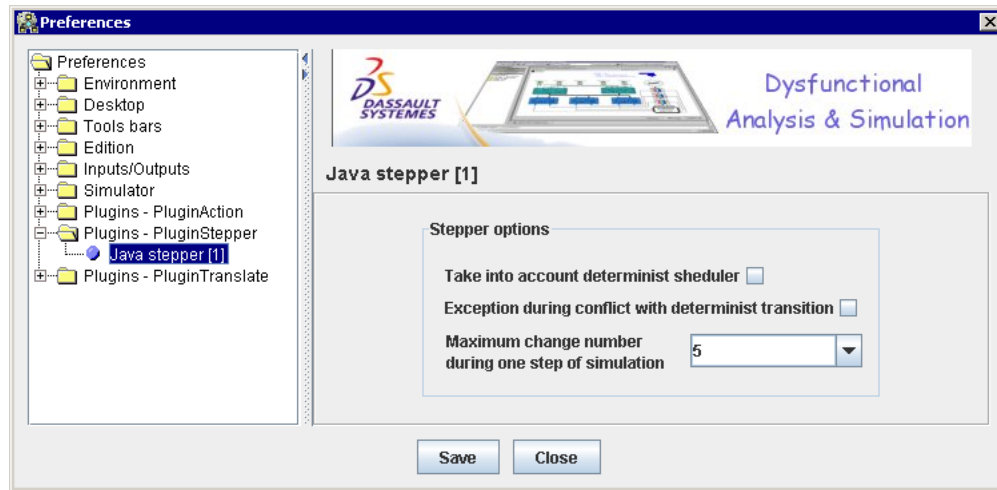 Preferences
Preferences
Environment
Desktop
Tools bars
Edition
Inputs/Outputs
Simulator
Plugins - PluginAction
Plugins - PluginStepper
Java stepper [1]
Plugins - PluginTranslate
DASSAULT
SYSTEMES
Dysfunctional
Analysis & Simulation
Java stepper [1]
Stepper options
Take into account determinist sheduler
Exception during conflict with determinist transition
Maximum change number
during one step of simulation
5
Save
Close